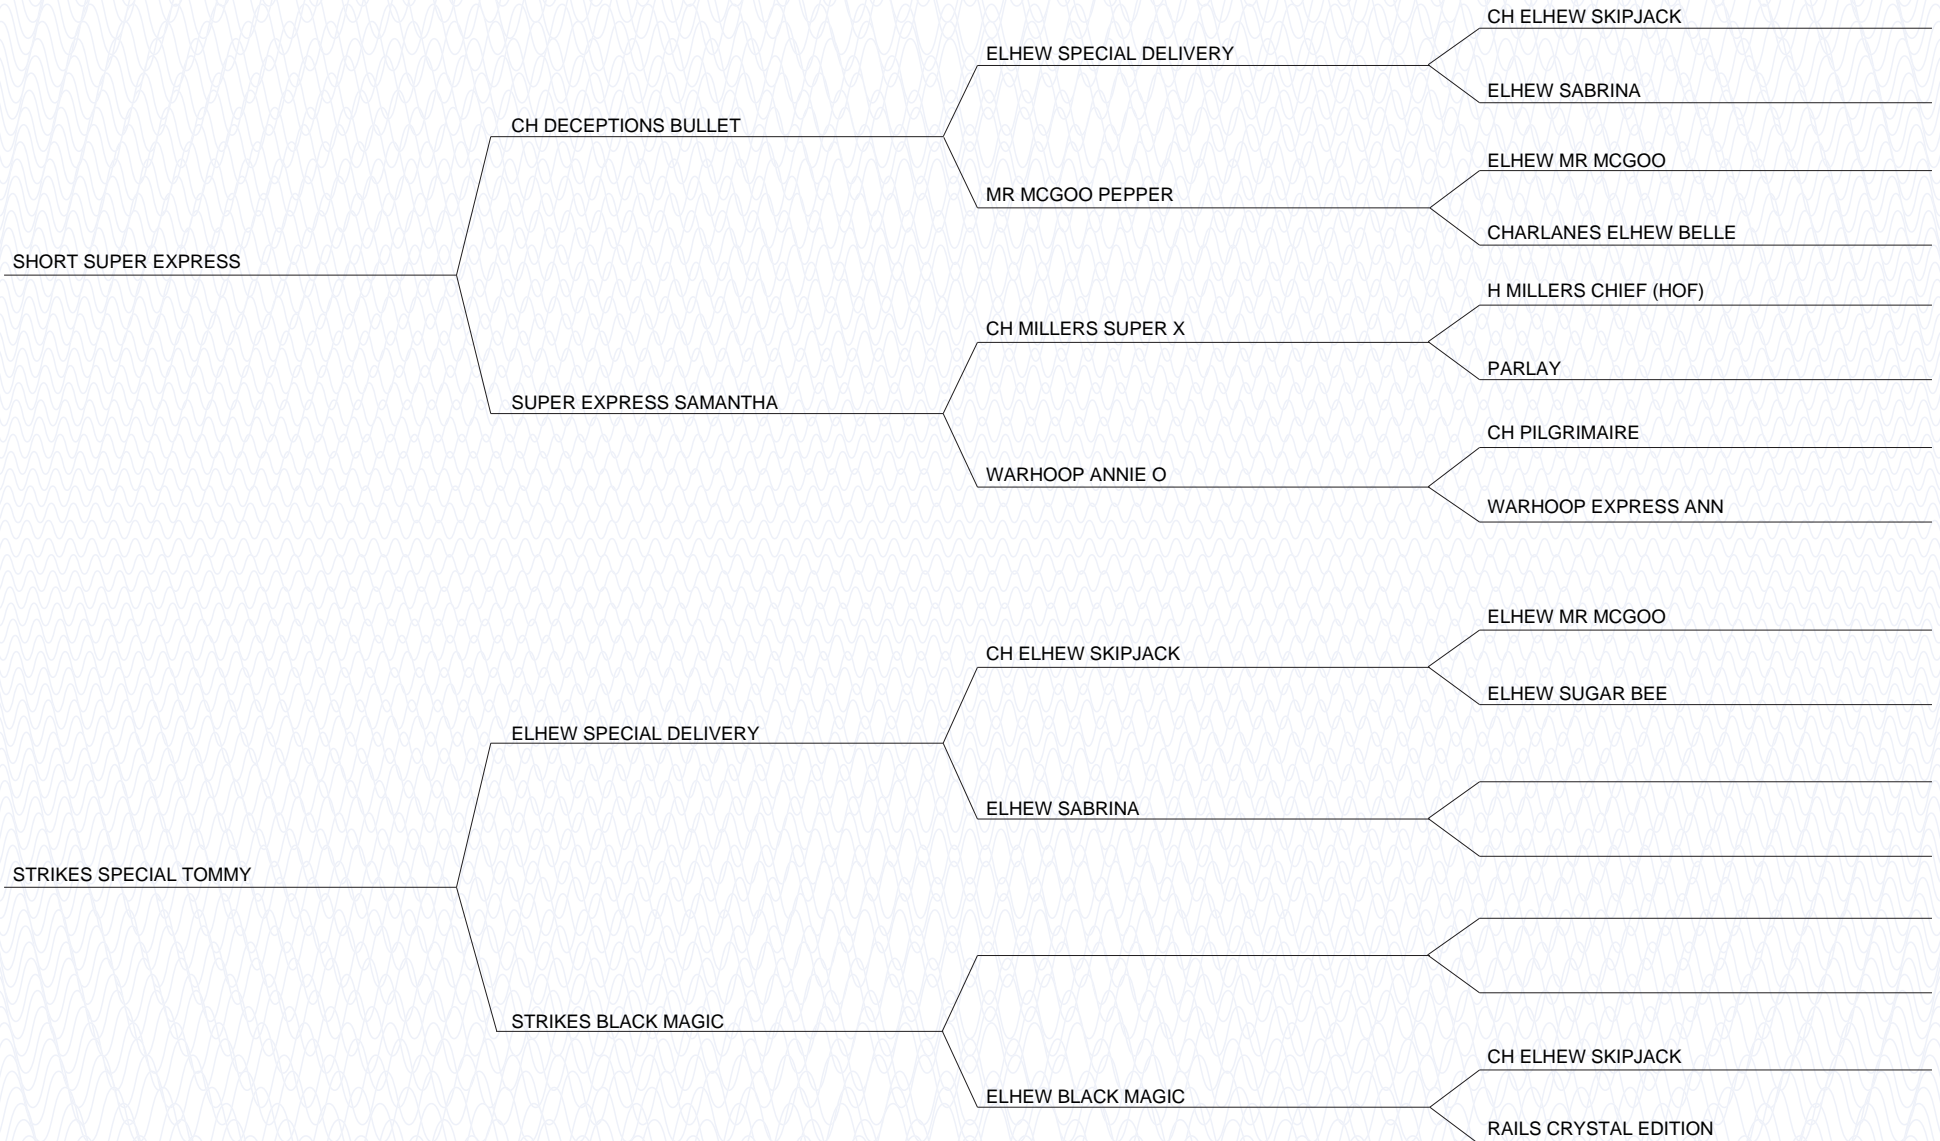 CH ELHEW SKIPJACK
ELHEW SPECIAL DELIVERY
ELHEW SABRINA
CH DECEPTIONS BULLET
ELHEW MR MCGOO
MR MCGOO PEPPER
CHARLANES ELHEW BELLE
SHORT SUPER EXPRESS
H MILLERS CHIEF (HOF)
CH MILLERS SUPER X
PARLAY
SUPER EXPRESS SAMANTHA
CH PILGRIMAIRE
WARHOOP ANNIE O
WARHOOP EXPRESS ANN
ELHEW MR MCGOO
CH ELHEW SKIPJACK
ELHEW SUGAR BEE
ELHEW SPECIAL DELIVERY
ELHEW SABRINA
STRIKES SPECIAL TOMMY
STRIKES BLACK MAGIC
CH ELHEW SKIPJACK
ELHEW BLACK MAGIC
RAILS CRYSTAL EDITION